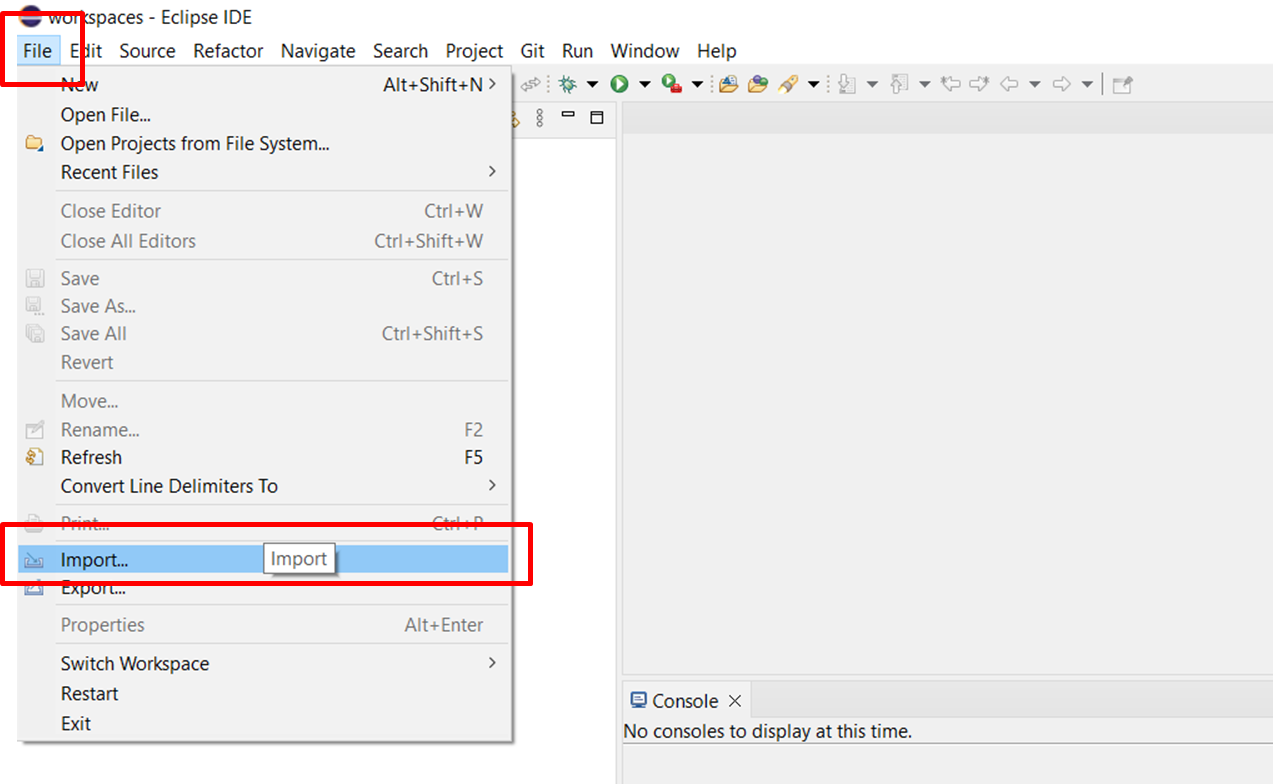 workspaces - Eclipse IDE
File Edit Source Refactor Navigate Search Project Git Run Window Help
New Alt+Shift+N
Open File...
Open Projects from File System...
Recent Files
Close Editor Ctrl+W
Close All Editors Ctrl+Shift+W
Save Ctrl+S
Save As...
Save All Ctrl+Shift+S
Revert
Move...
Rename... F2
Refresh F5
Convert Line Delimiters To
Print... Ctrl+P
Import... Import
Export...
Properties Alt+Enter
Switch Workspace
Restart
Exit
Console
No consoles to display at this time.